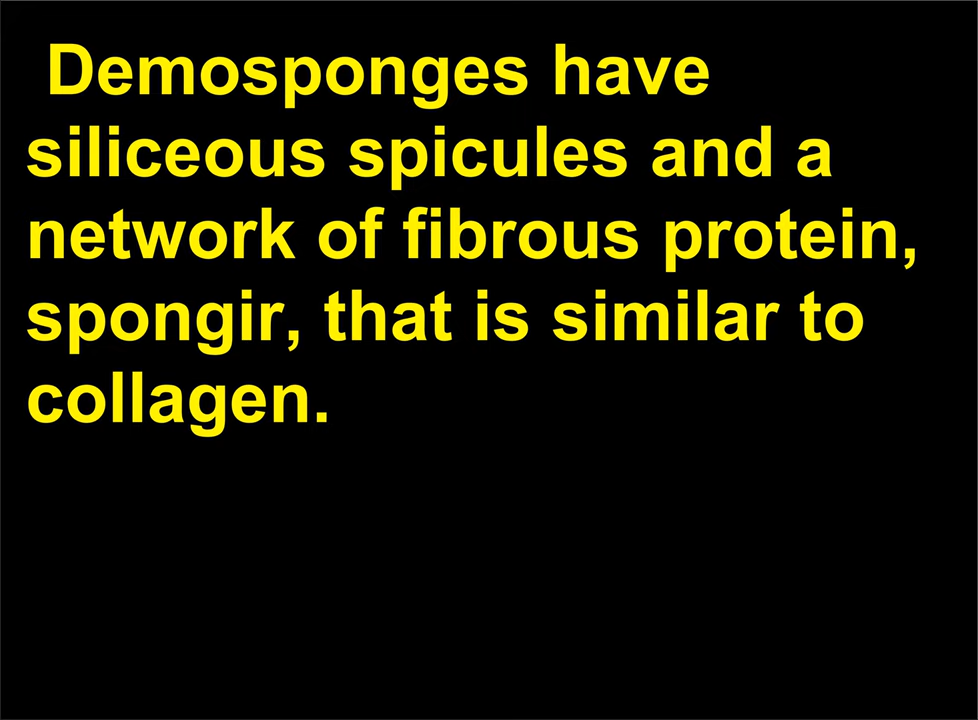 Demosponges have
siliceous spicules and a
network of fibrous protein,
spongir, that is similar to
collagen.